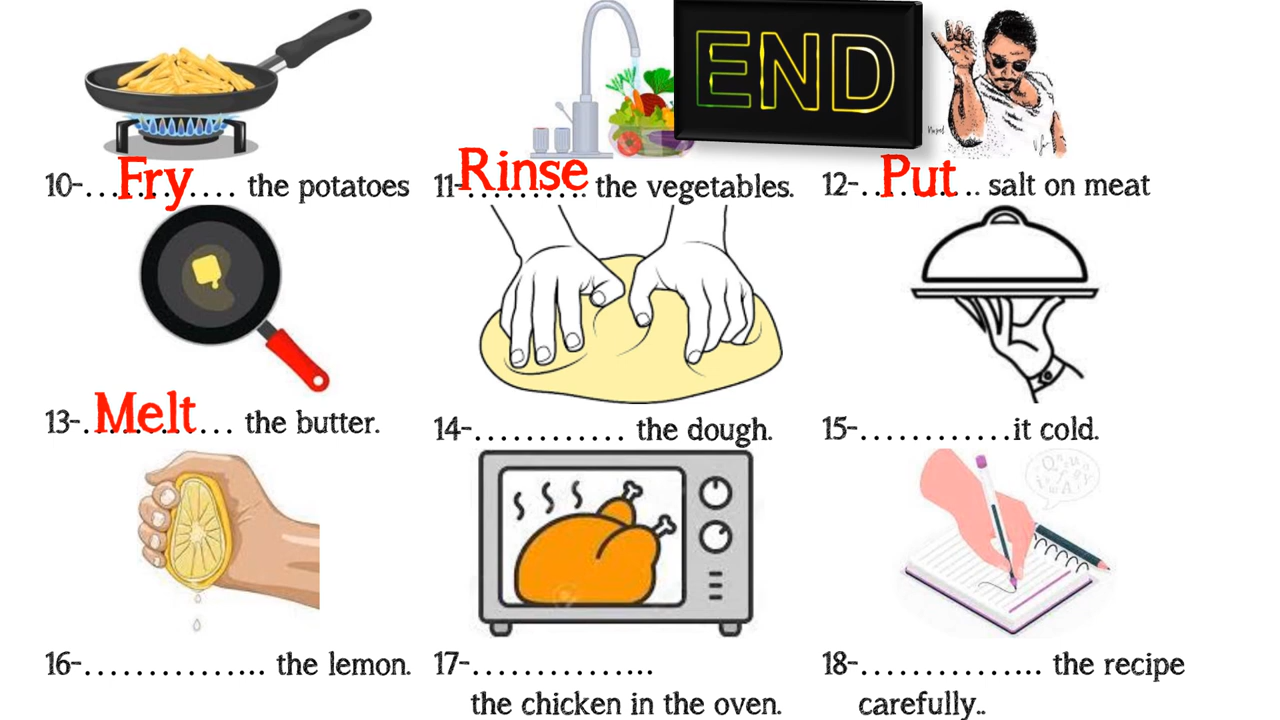 END
10-...Fry.... the potatoes
11-Rinse.......... the vegetables.
12-..Put.. salt on meat
13-.Melt... the butter.
14-............ the dough.
15-............it cold.
16-.............. the lemon.
17-..............
the chicken in the oven.
18-.............. the recipe
carefully..